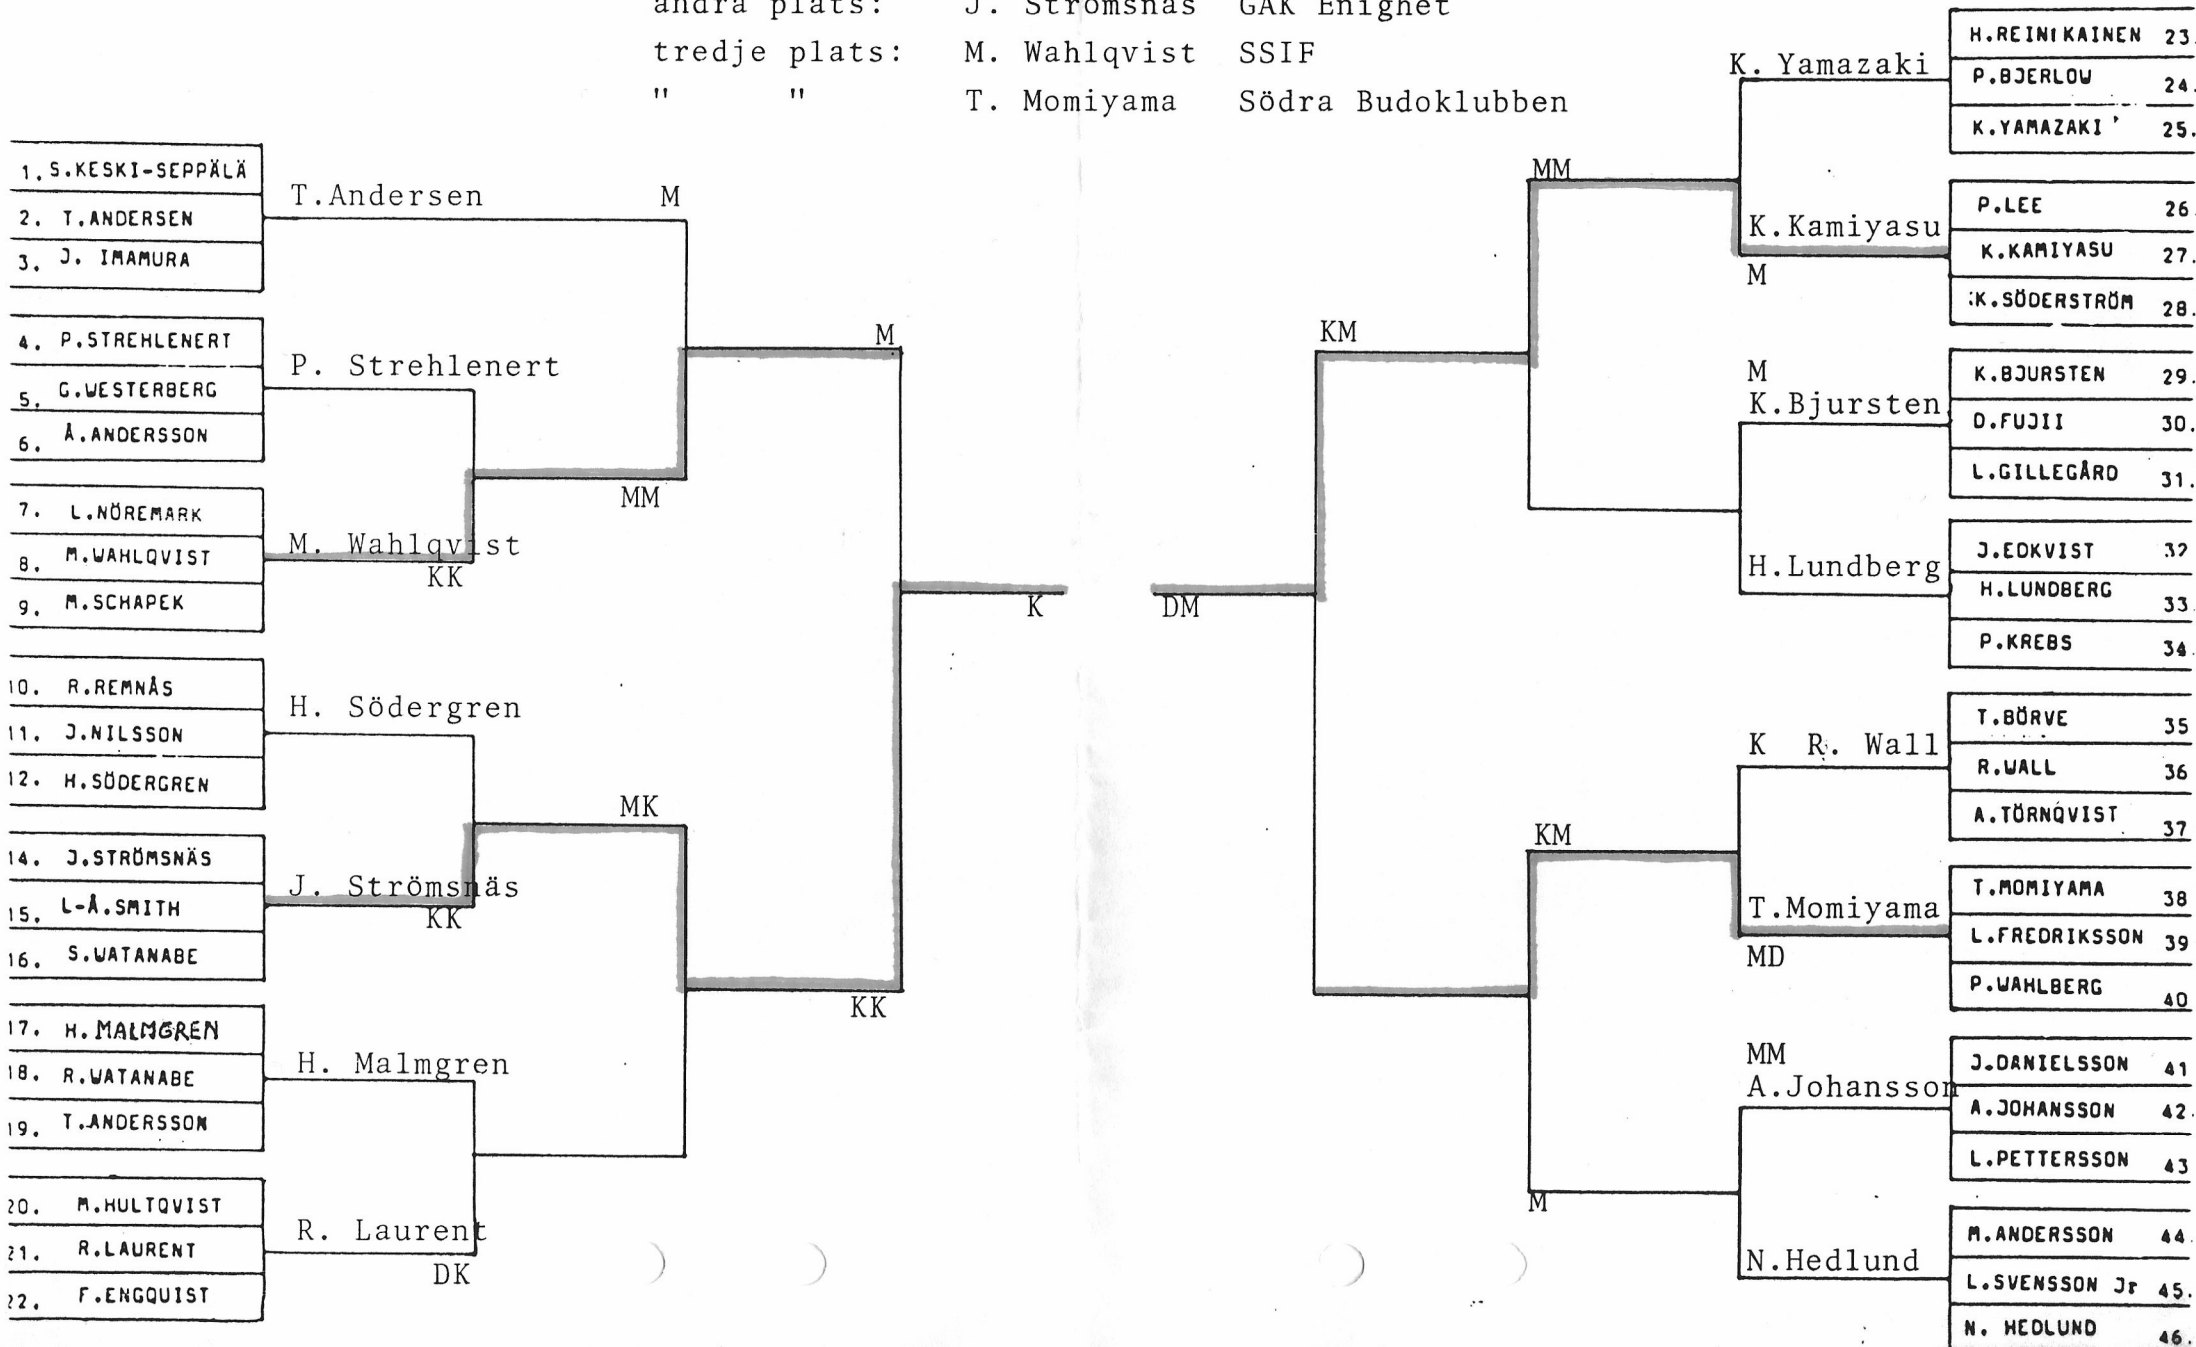 andra plats: J. Strömsnäs GAK Enighet
tredje plats: M. Wahlqvist SSIF
" " T. Momiyama Södra Budoklubben
1. S.KESKI-SEPPÄLÄ
2. T.ANDERSEN
3. J. IMAMURA
T.Andersen M
4. P.STREHLENERT
5. G.WESTERBERG
6. Å.ANDERSSON
P. Strehlenert
7. L.NÖREMARK
8. M.WAHLQVIST
9. M.SCHAPEK
M. Wahlqvist
KK
MM
M
10. R.REMNÅS
11. J.NILSSON
12. H.SÖDERGREN
H. Södergren
14. J.STRÖMSNÄS
15. L-Å.SMITH
16. S.WATANABE
J. Strömsnäs
KK
MK
17. H.MALMGREN
18. R.WATANABE
19. T.ANDERSSON
H. Malmgren
20. M.HULTQVIST
21. R.LAURENT
22. F.ENGQUIST
R. Laurent
DK
KK
K
DM
H.REINIKAINEN 23.
P.BJERLOW 24.
K.YAMAZAKI 25.
K. Yamazaki
P.LEE 26
K.KAMIYASU 27.
K.SÖDERSTRÖM 28.
K.Kamiyasu
M
MM
K.BJURSTEN 29.
D.FUJII 30.
L.GILLEGÅRD 31.
M
K.Bjursten
J.EDKVIST 32
H.LUNDBERG 33.
P.KREBS 34.
H.Lundberg
KM
T.BÖRVE 35
R.WALL 36
A.TÖRNQVIST 37
K R. Wall
T.MOMIYAMA 38
L.FREDRIKSSON 39
P.WAHLBERG 40
T.Momiyama
MD
KM
J.DANIELSSON 41
A.JOHANSSON 42.
L.PETTERSSON 43
MM
A.Johansson
M.ANDERSSON 44.
L.SVENSSON Jr 45.
N. HEDLUND 46.
N.Hedlund
M